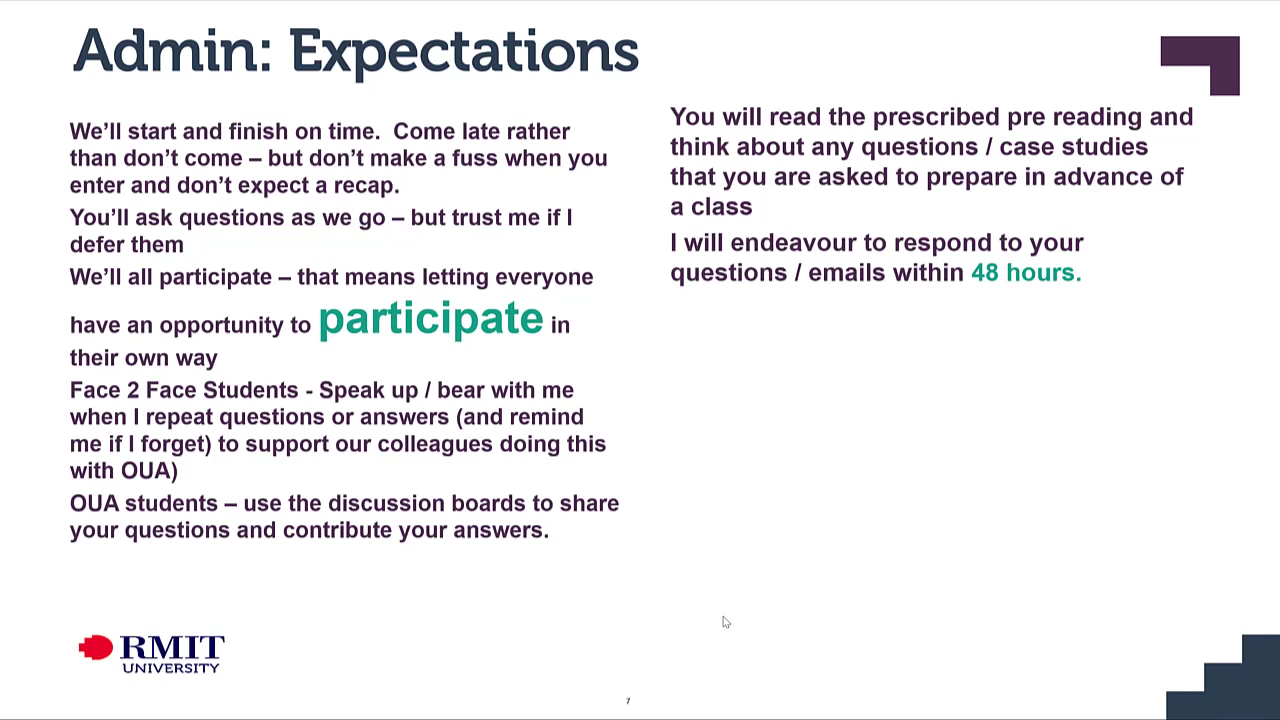 Admin: Expectations
We’ll start and finish on time.  Come late rather
than don’t come – but don’t make a fuss when you
enter and don’t expect a recap.
You’ll ask questions as we go – but trust me if I
defer them
We’ll all participate – that means letting everyone
have an opportunity to participate in
their own way
Face 2 Face Students - Speak up / bear with me
when I repeat questions or answers (and remind
me if I forget) to support our colleagues doing this
with OUA)
OUA students – use the discussion boards to share
your questions and contribute your answers.
You will read the prescribed pre reading and
think about any questions / case studies
that you are asked to prepare in advance of
a class
I will endeavour to respond to your
questions / emails within 48 hours.
RMIT
UNIVERSITY
7